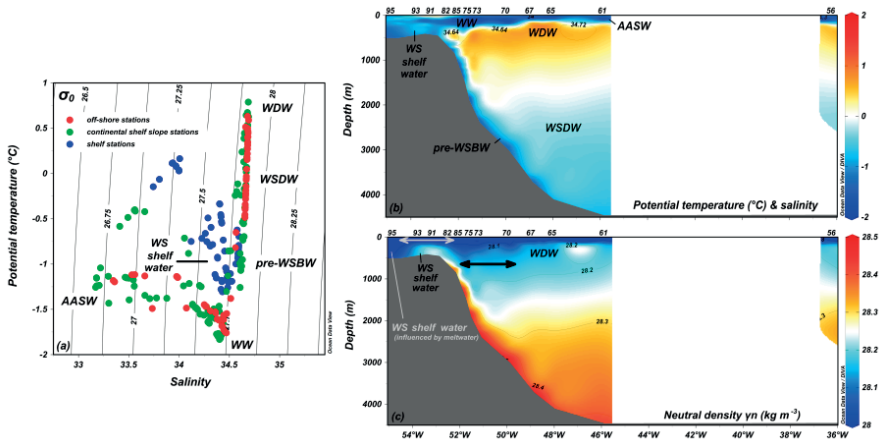 σ₀
26.5
27.25
28
WDW
off-shore stations
continental shelf slope stations
shelf stations
WSDW
27.5
26.75
28.25
WS
shelf
water
pre-WSBW
AASW
27
WW
(a)
Ocean Data View
1
0.5
0
-0.5
-1
-1.5
-2
33
33.5
34
34.5
35
Potential temperature (°C)
Salinity
95 93 91 82 85 75 73 70 67 65 61 56
WW
WDW
AASW
34.64
34.64
34.72
WS
shelf
water
WSDW
pre-WSBW
(b)
Potential temperature (°C) & salinity
Depth (m)
0
1000
2000
3000
4000
2
1
0
-1
-2
Ocean Data View / DIVA
95 93 91 82 85 75 73 70 67 65 61 56
WDW
28.1
28.2
28.2
WS
shelf
water
WS shelf water
(influenced by meltwater)
28.3
28.4
(c)
Neutral density γn (kg m⁻³)
Depth (m)
0
1000
2000
3000
4000
28.5
28.4
28.3
28.2
28.1
28
Ocean Data View / DIVA
55°W 52°W 50°W 48°W 46°W 44°W 42°W 40°W 38°W 36°W